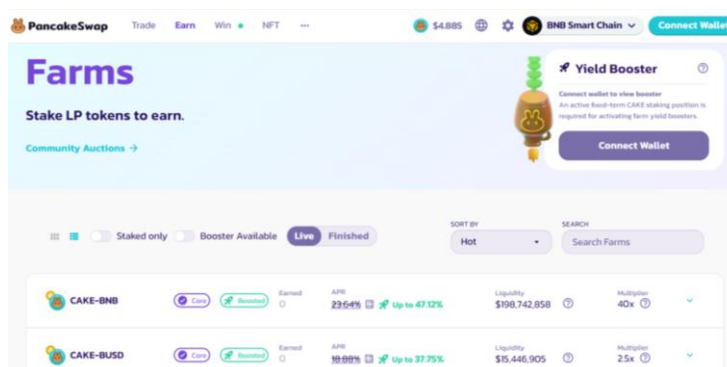 PancakeSwap Trade Earn Win NFT ... $4.885 BNB Smart Chain Connect Wallet
Farms
Stake LP tokens to earn.
Community Auctions →
Yield Booster
Connect wallet to view booster
An active fixed-term CAKE staking position is
required for activating farm yield boosters.
Connect Wallet
Staked only Booster Available Live Finished
SORT BY
Hot
SEARCH
Search Farms
CAKE-BNB Core Boosted Earned 0 APR 23.64% Up to 47.12% Liquidity $198,742,858 Multiplier 40x
CAKE-BUSD Core Boosted Earned 0 APR 18.88% Up to 37.75% Liquidity $15,446,905 Multiplier 2.5x